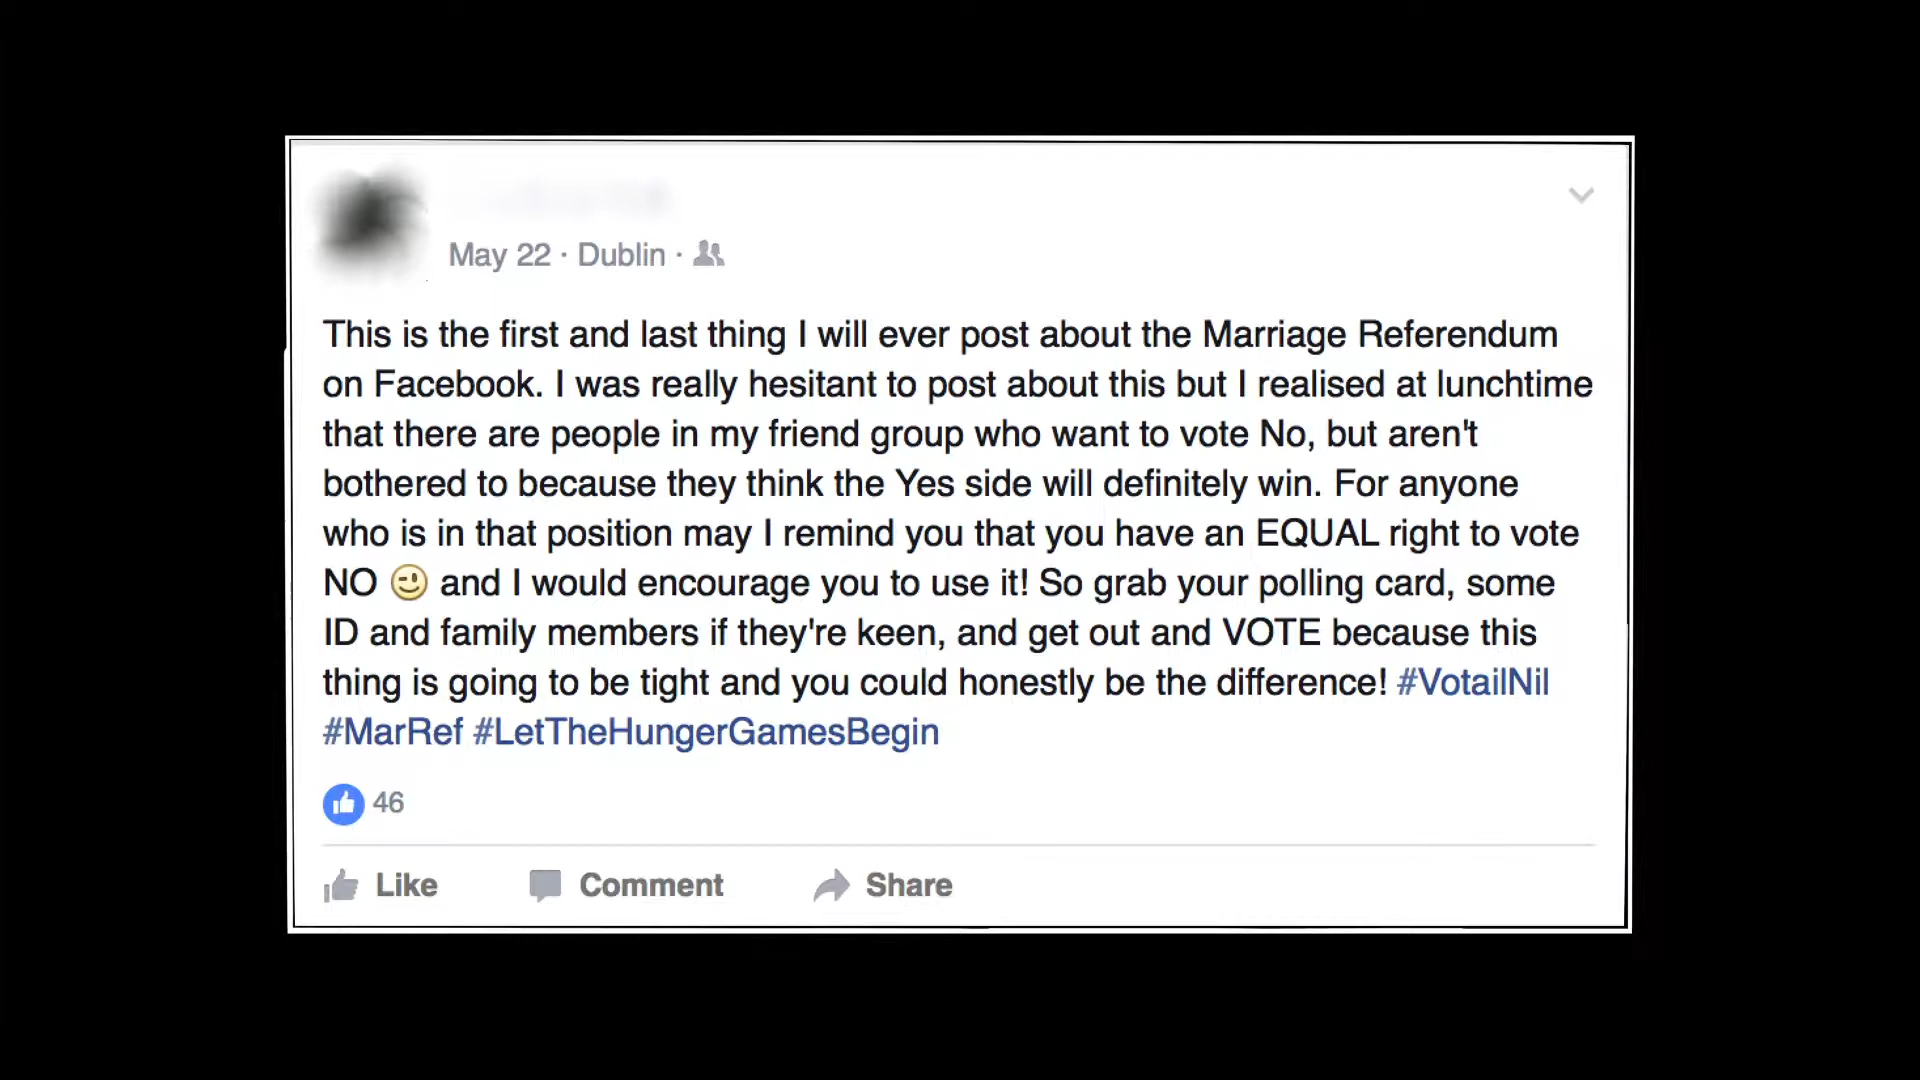 May 22 · Dublin ·
This is the first and last thing I will ever post about the Marriage Referendum
on Facebook. I was really hesitant to post about this but I realised at lunchtime
that there are people in my friend group who want to vote No, but aren't
bothered to because they think the Yes side will definitely win. For anyone
who is in that position may I remind you that you have an EQUAL right to vote
NO 😉 and I would encourage you to use it! So grab your polling card, some
ID and family members if they're keen, and get out and VOTE because this
thing is going to be tight and you could honestly be the difference! #VotailNil
#MarRef #LetTheHungerGamesBegin
46
Like Comment Share